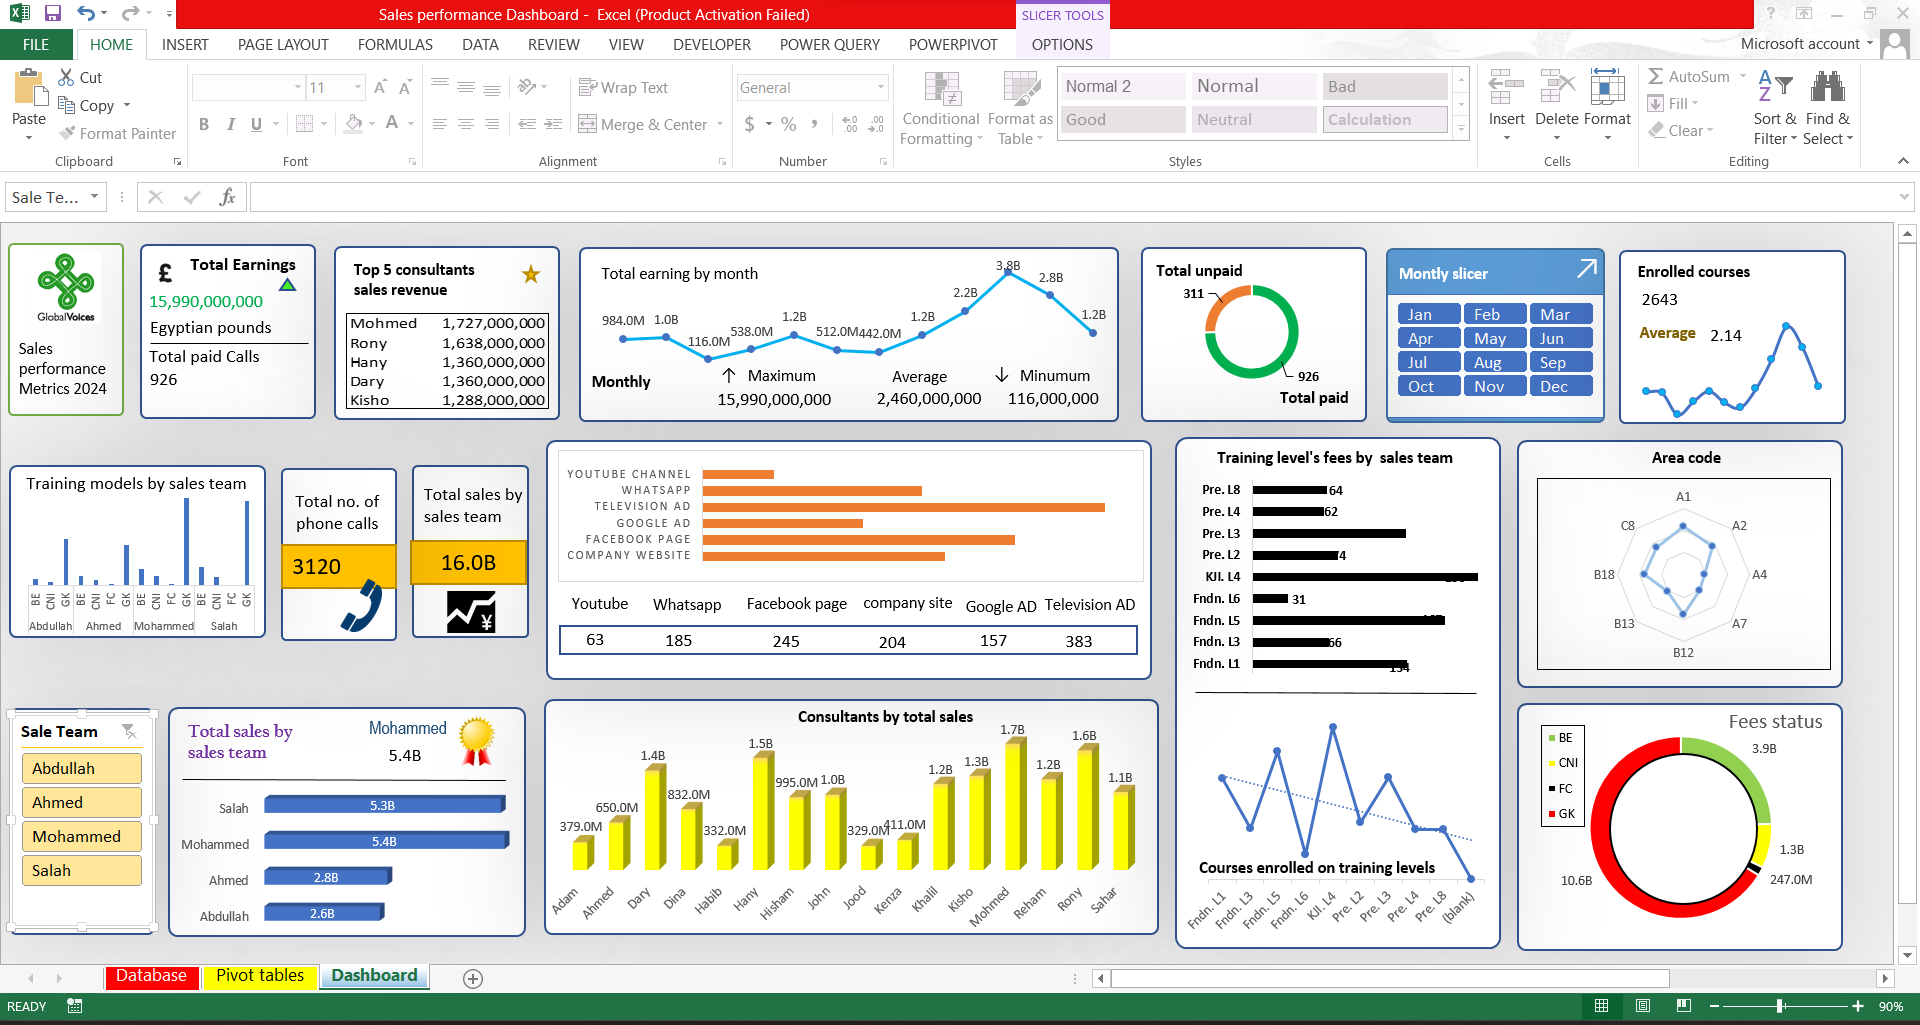 Sales performance Dashboard - Excel (Product Activation Failed)
SLICER TOOLS
FILE HOME INSERT PAGE LAYOUT FORMULAS DATA REVIEW VIEW DEVELOPER POWER QUERY POWERPIVOT OPTIONS
Microsoft account
Paste
Cut
Copy
Format Painter
Clipboard
11
B I U
Font
Wrap Text
Merge & Center
Alignment
General
$ % ,
Number
Conditional Formatting
Format as Table
Normal 2 Normal Bad
Good Neutral Calculation
Styles
Insert Delete Format
Cells
AutoSum
Fill
Clear
Sort & Filter
Find & Select
Editing
Sale Te...
fx
GlobalVoices
Sales
performance
Metrics 2024
£ Total Earnings
15,990,000,000
Egyptian pounds
Total paid Calls
926
Top 5 consultants
sales revenue
Mohmed 1,727,000,000
Rony 1,638,000,000
Hany 1,360,000,000
Dary 1,360,000,000
Kisho 1,288,000,000
Total earning by month
984.0M 1.0B 116.0M 538.0M 1.2B 512.0M 442.0M 1.2B 2.2B 3.8B 2.8B 1.2B
Monthly
Maximum Average Minumum
15,990,000,000 2,460,000,000 116,000,000
Total unpaid
311
926
Total paid
Montly slicer
Jan Feb Mar
Apr May Jun
Jul Aug Sep
Oct Nov Dec
Enrolled courses
2643
Average 2.14
Training models by sales team
BE CNI GK BE CNI FC GK BE CNI FC GK BE CNI FC GK
Abdullah Ahmed Mohammed Salah
Total no. of
phone calls
3120
Total sales by
sales team
16.0B
YOUTUBE CHANNEL
WHATSAPP
TELEVISION AD
GOOGLE AD
FACEBOOK PAGE
COMPANY WEBSITE
Youtube Whatsapp Facebook page company site Google AD Television AD
63 185 245 204 157 383
Training level's fees by sales team
Pre. L8 64
Pre. L4 62
Pre. L3
Pre. L2
KJI. L4
Fndn. L6 31
Fndn. L5
Fndn. L3 66
Fndn. L1 134
Courses enrolled on training levels
Fndn. L1 Fndn. L3 Fndn. L5 Fndn. L6 KJI. L4 Pre. L2 Pre. L3 Pre. L4 Pre. L8 (blank)
Area code
A1
A2
A4
A7
B12
B13
B18
C8
Sale Team
Abdullah
Ahmed
Mohammed
Salah
Total sales by
sales team
Mohammed
5.4B
Salah 5.3B
Mohammed 5.4B
Ahmed 2.8B
Abdullah 2.6B
Consultants by total sales
379.0M 650.0M 1.4B 832.0M 332.0M 1.5B 995.0M 1.0B 329.0M 411.0M 1.2B 1.3B 1.7B 1.2B 1.6B 1.1B
Adam Ahmed Dary Dina Habib Hany Hisham John Jood Kenza Khalil Kisho Mohmed Reham Rony Sahar
Fees status
BE
CNI
FC
GK
3.9B
1.3B
247.0M
10.6B
Database Pivot tables Dashboard
READY
90%